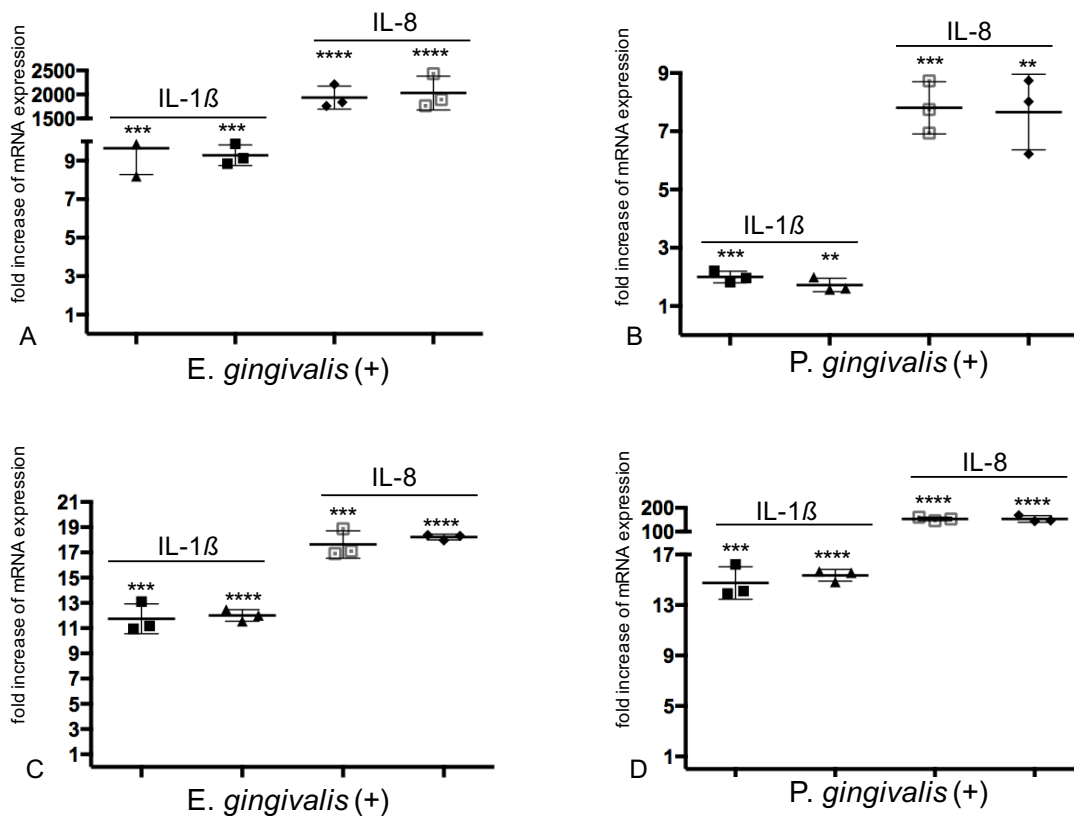 IL-8
**** ****
IL-1ß
*** ***
fold increase of mRNA expression
2500
2000
1500
9
7
5
3
1
A
E. gingivalis (+)
IL-8
*** **
IL-1ß
*** **
fold increase of mRNA expression
9
7
5
3
1
B
P. gingivalis (+)
IL-8
*** ****
IL-1ß
*** ****
fold increase of mRNA expression
21
19
17
15
13
11
9
7
5
3
1
C
E. gingivalis (+)
IL-8
**** ****
IL-1ß
*** ****
fold increase of mRNA expression
200
100
17
13
9
5
1
D
P. gingivalis (+)